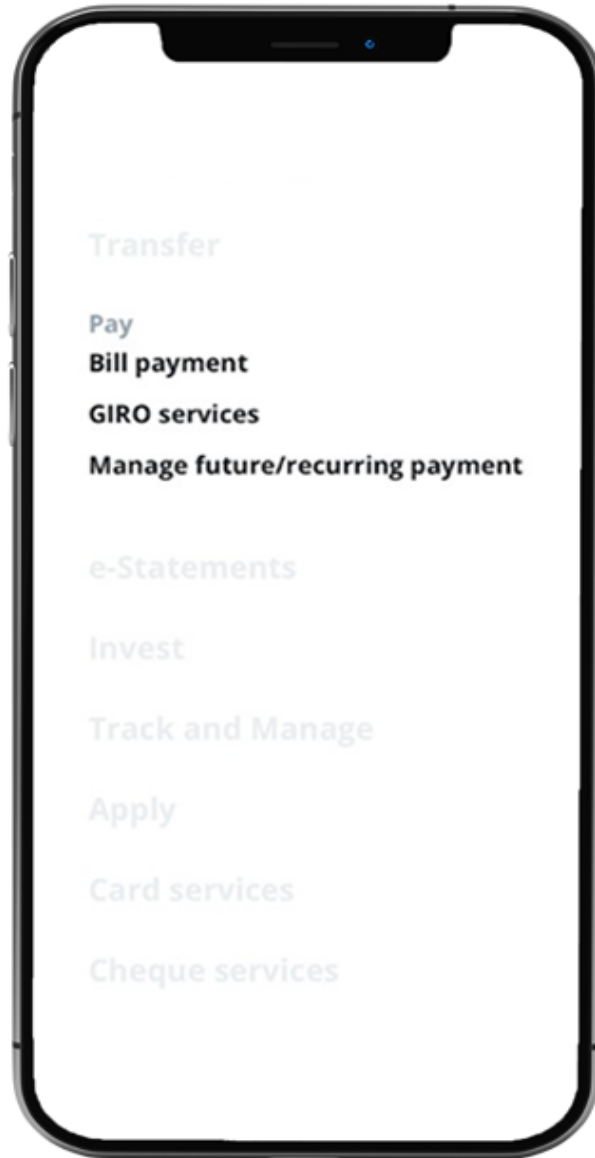 Transfer
Pay
Bill payment
GIRO services
Manage future/recurring payment
e-Statements
Invest
Track and Manage
Apply
Card services
Cheque services